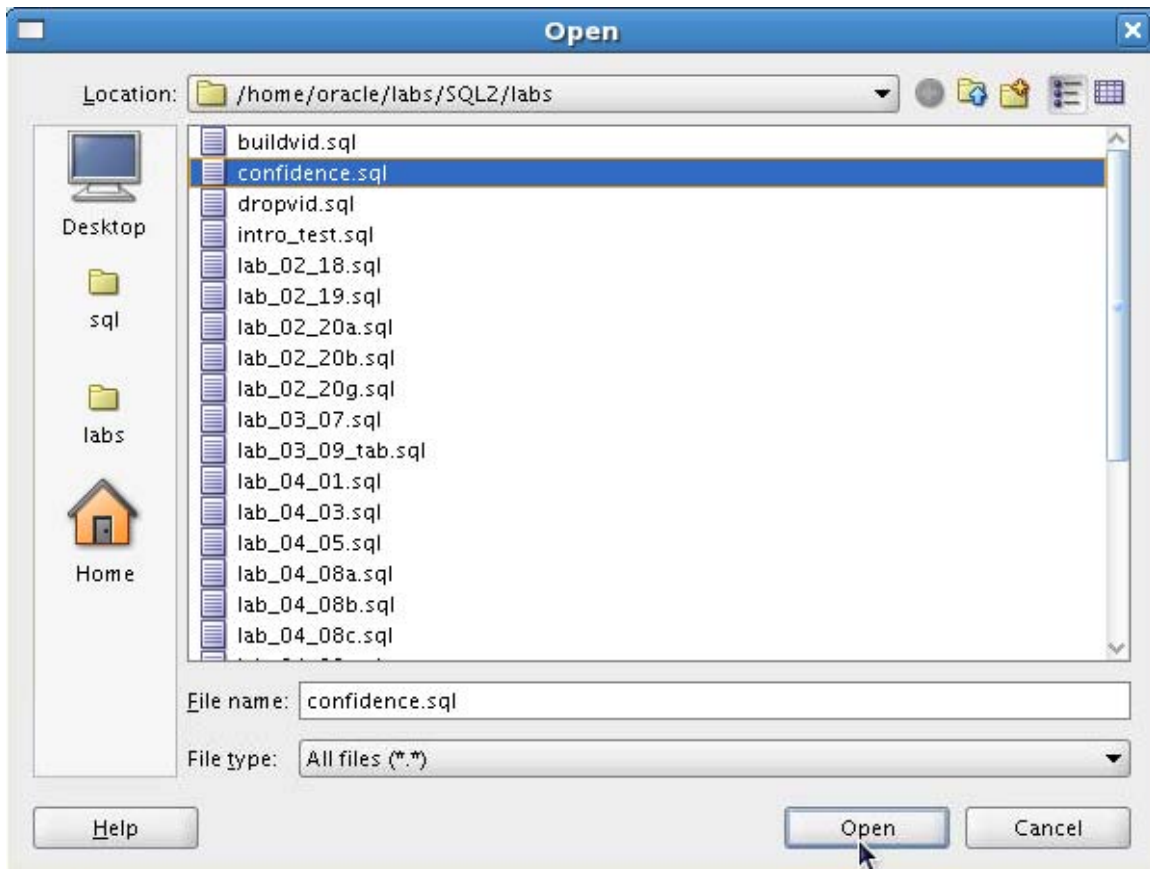 Open
Location: /home/oracle/labs/SQL2/labs
Desktop
sql
labs
Home
buildvid.sql
confidence.sql
dropvid.sql
intro_test.sql
lab_02_18.sql
lab_02_19.sql
lab_02_20a.sql
lab_02_20b.sql
lab_02_20g.sql
lab_03_07.sql
lab_03_09_tab.sql
lab_04_01.sql
lab_04_03.sql
lab_04_05.sql
lab_04_08a.sql
lab_04_08b.sql
lab_04_08c.sql
File name: confidence.sql
File type: All files (*.*)
Help
Open
Cancel